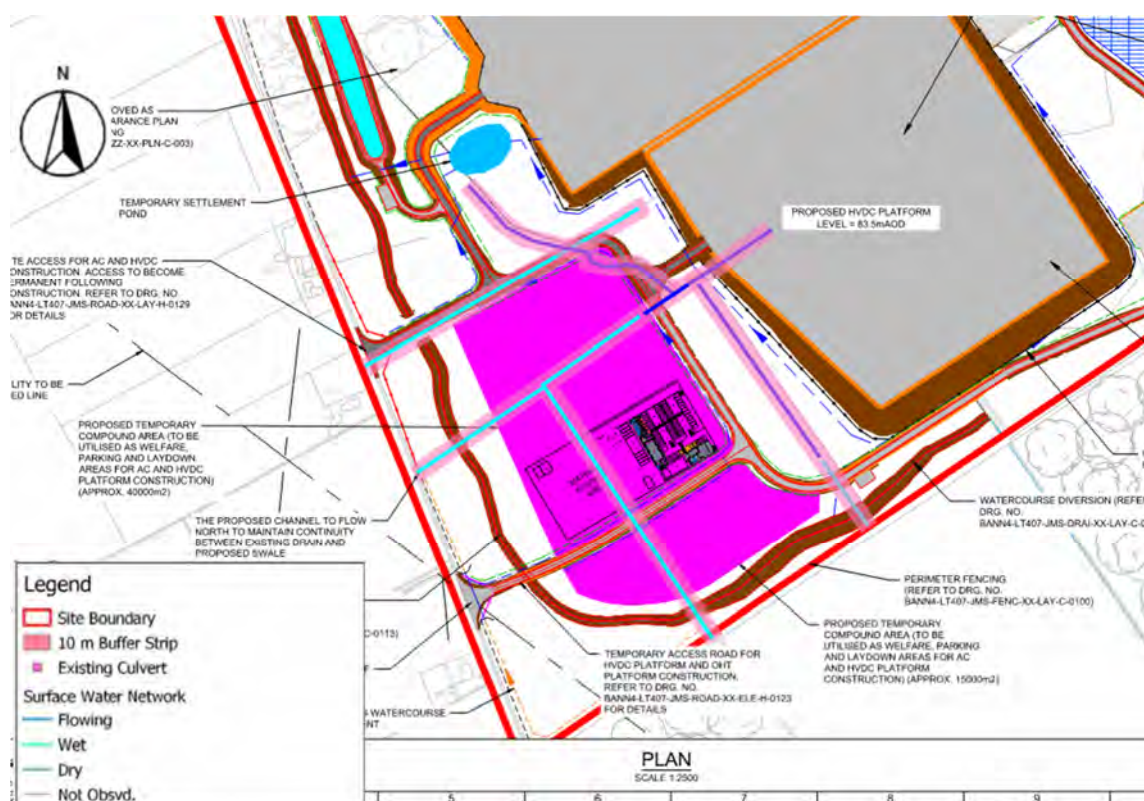 N
OVED AS
ARANCE PLAN
NG
ZZ-XX-PLN-C-003)
TEMPORARY SETTLEMENT
POND
PROPOSED HVDC PLATFORM
LEVEL = 83.5mAOD
TE ACCESS FOR AC AND HVDC
ONSTRUCTION. ACCESS TO BECOME
ERMANENT FOLLOWING
ONSTRUCTION. REFER TO DRG. NO
BANN4-LT407-JMS-ROAD-XX-LAY-H-0129
OR DETAILS
LITY TO BE
ED LINE
PROPOSED TEMPORARY
COMPOUND AREA (TO BE
UTILISED AS WELFARE,
PARKING AND LAYDOWN
AREAS FOR AC AND HVDC
PLATFORM CONSTRUCTION)
(APPROX. 40000m2)
THE PROPOSED CHANNEL TO FLOW
NORTH TO MAINTAIN CONTINUITY
BETWEEN EXISTING DRAIN AND
PROPOSED SWALE
WATERCOURSE DIVERSION (REFE
DRG. NO.
BANN4-LT407-JMS-DRAI-XX-LAY-C-0
PERIMETER FENCING
(REFER TO DRG. NO.
BANN4-LT407-JMS-FENC-XX-LAY-C-0100)
PROPOSED TEMPORARY
COMPOUND AREA (TO BE
UTILISED AS WELFARE, PARKING
AND LAYDOWN AREAS FOR AC
AND HVDC PLATFORM
CONSTRUCTION) (APPROX. 15000m2)
TEMPORARY ACCESS ROAD FOR
HVDC PLATFORM AND OHT
PLATFORM CONSTRUCTION.
REFER TO DRG. NO.
BANN4-LT407-JMS-ROAD-XX-ELE-H-0123
FOR DETAILS
C-0113)
F
WATERCOURSE
NT
Legend
Site Boundary
10 m Buffer Strip
Existing Culvert
Surface Water Network
Flowing
Wet
Dry
Not Obsvd.
PLAN
SCALE 1:2500
5
6
7
8
9